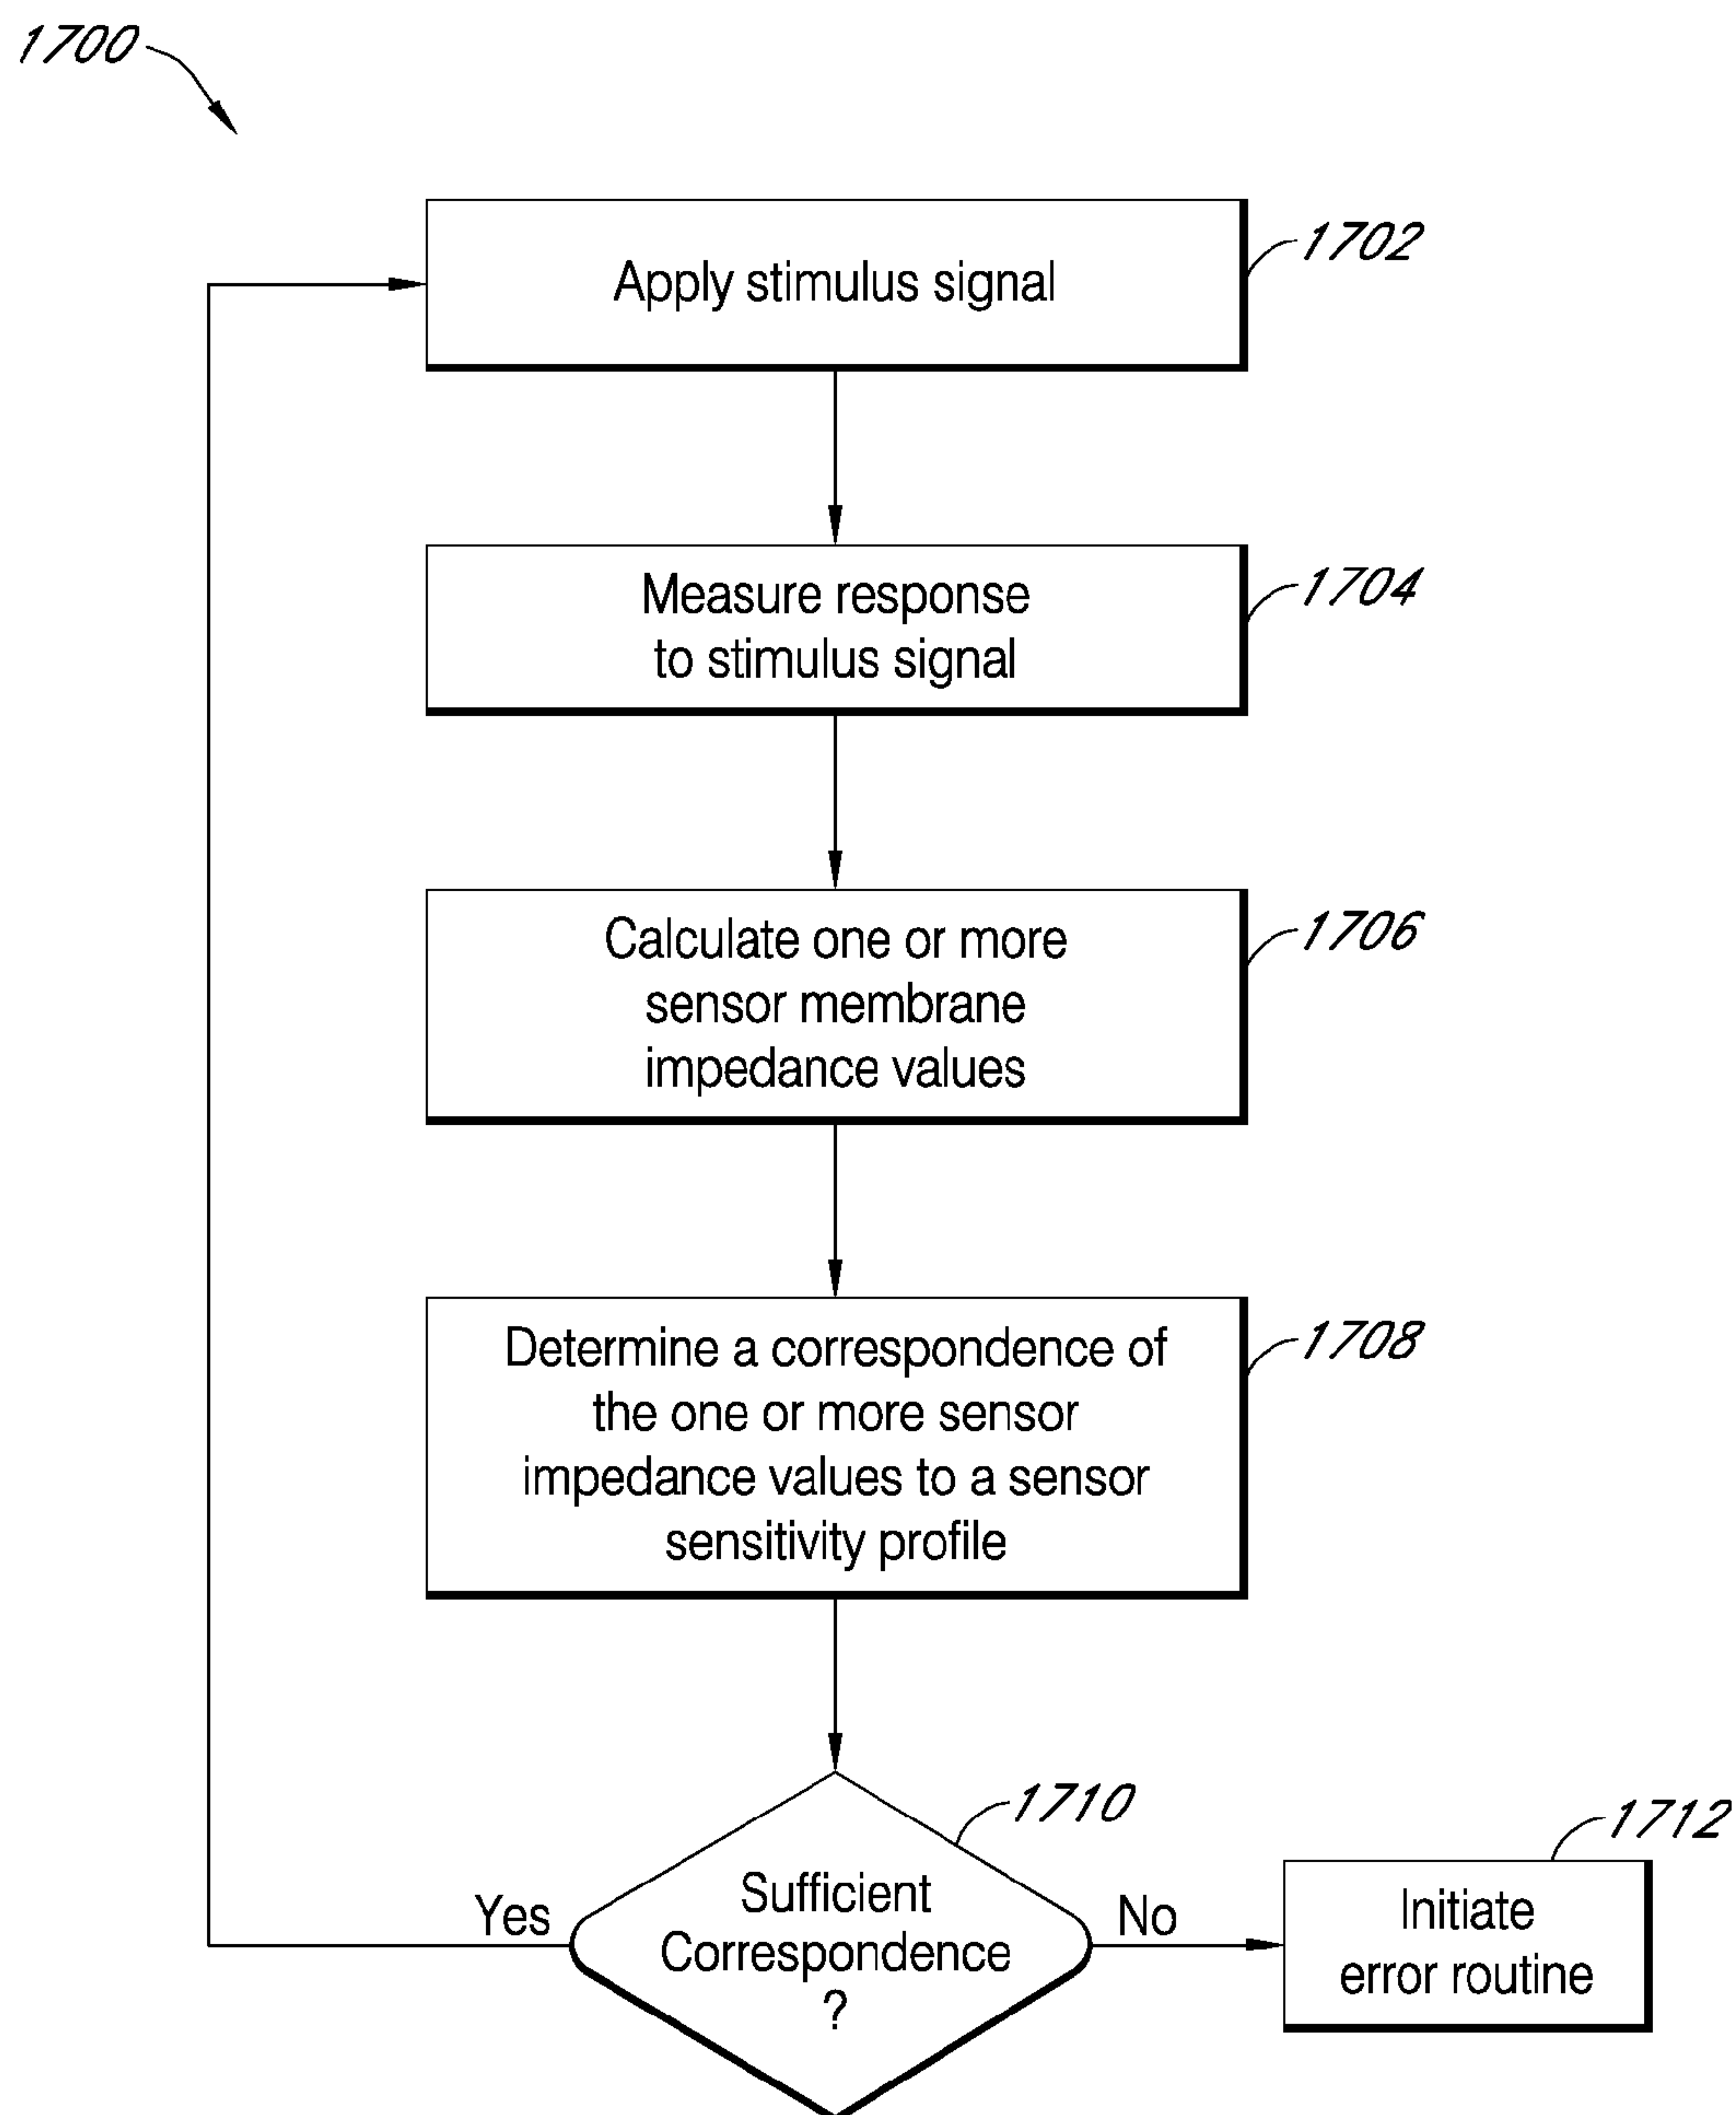 1700
Apply stimulus signal
1702
Measure response
to stimulus signal
1704
Calculate one or more
sensor membrane
impedance values
1706
Determine a correspondence of
the one or more sensor
impedance values to a sensor
sensitivity profile
1708
1710
Sufficient
Correspondence
?
Yes
No
1712
Initiate
error routine